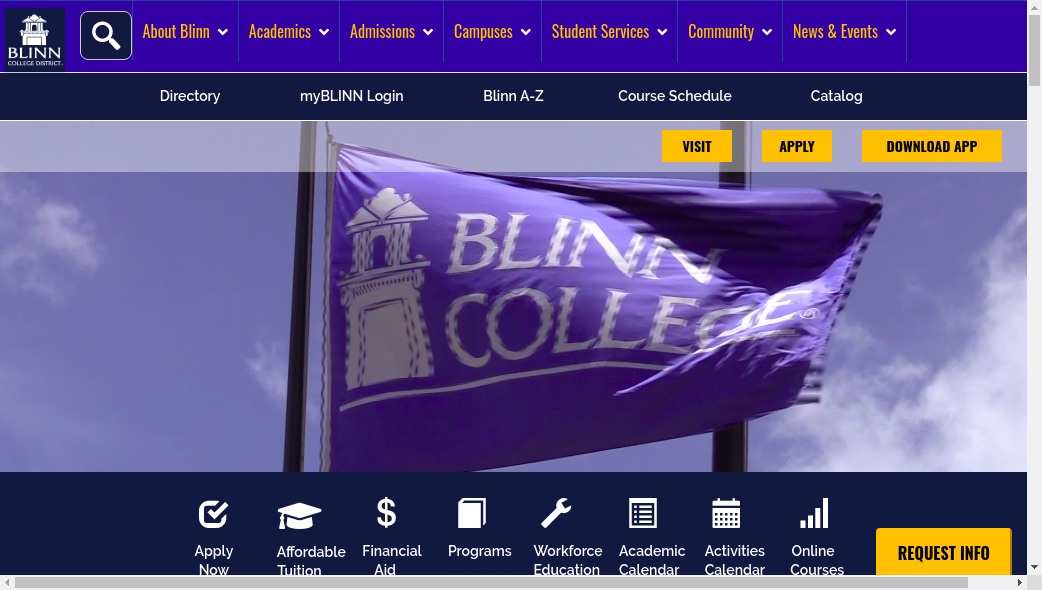 BLINN
COLLEGE DISTRICT
About Blinn
Academics
Admissions
Campuses
Student Services
Community
News & Events
Directory
myBLINN Login
Blinn A-Z
Course Schedule
Catalog
VISIT
APPLY
DOWNLOAD APP
BLINN
COLLEGE®
Apply
Now
Affordable
Tuition
Financial
Aid
Programs
Workforce
Education
Academic
Calendar
Activities
Calendar
Online
Courses
REQUEST INFO